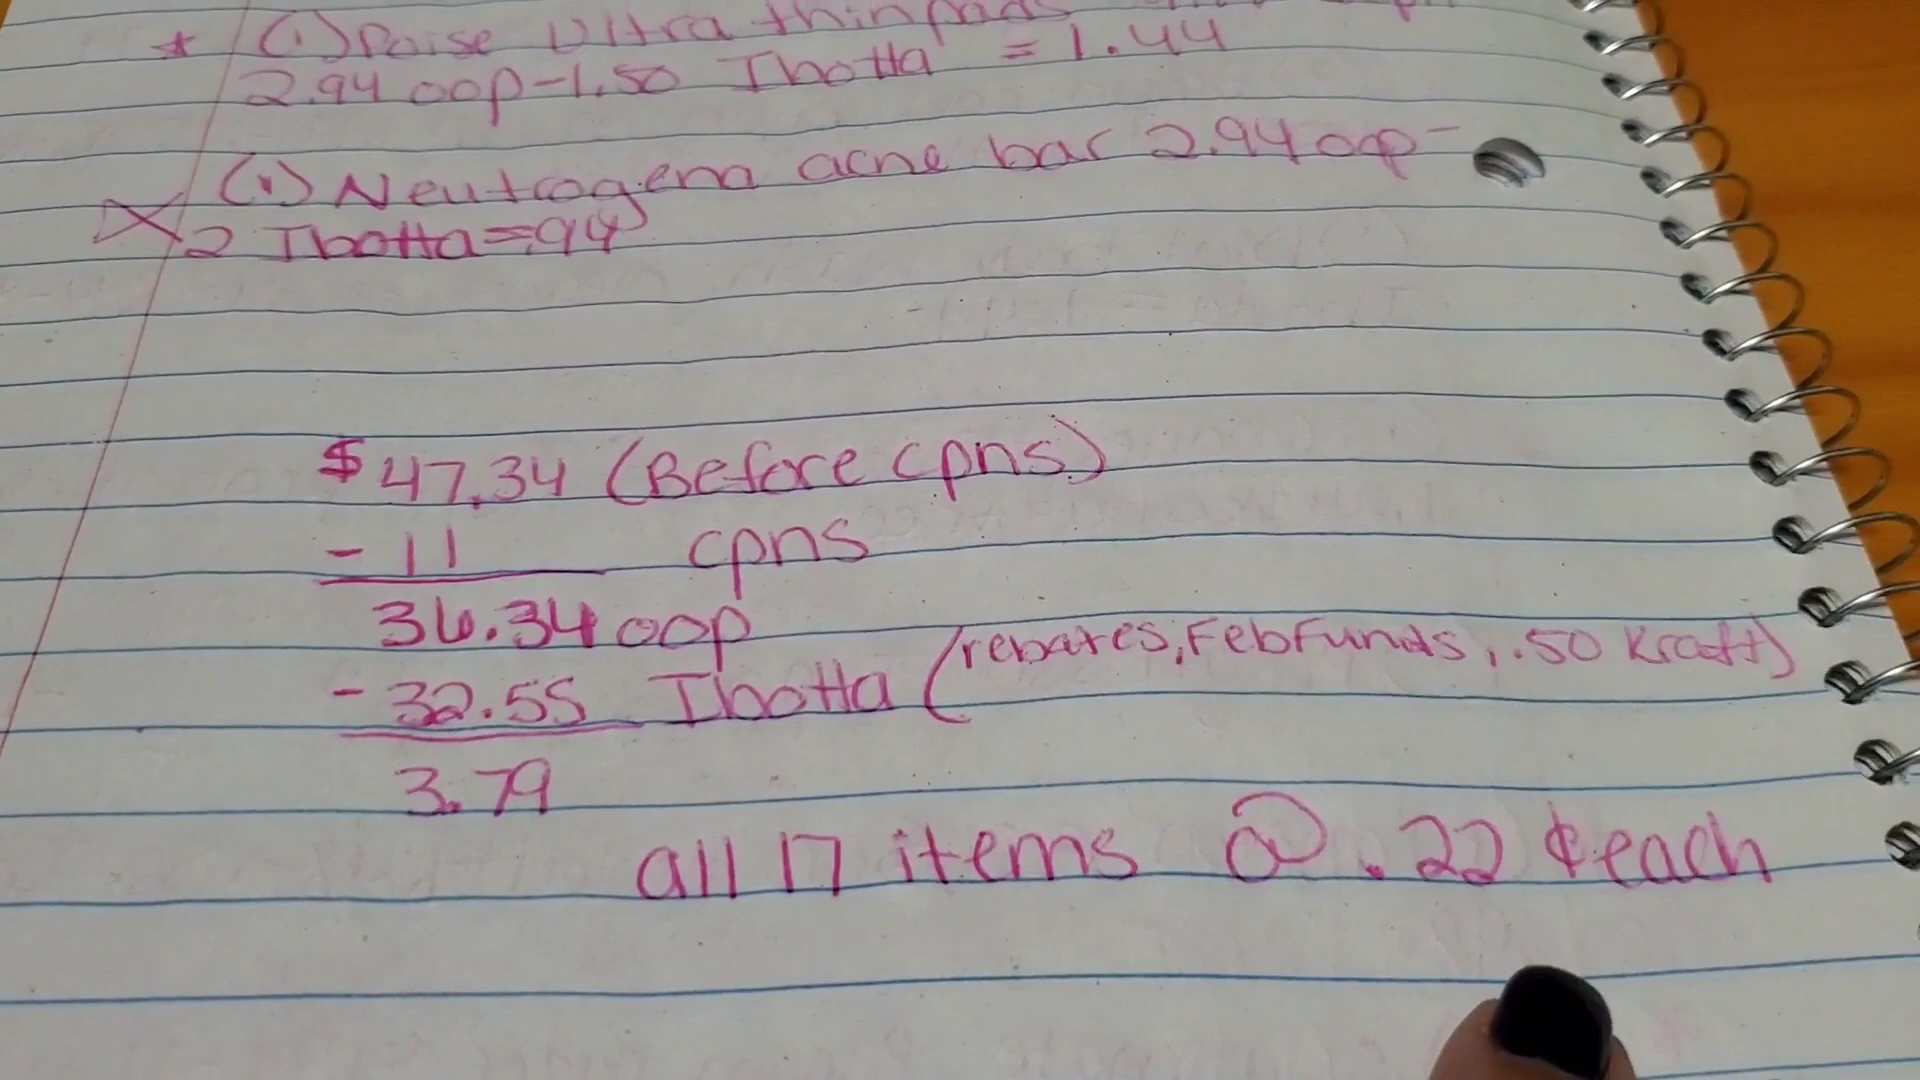 * (1) Poise Ultra thin pads
2.94 oop - 1.50 Ibotta = 1.44
(1) Neutrogena acne bar 2.94 oop -
2 Ibotta = .94
$ 47.34 (Before cpns)
- 11 cpns
36.34 oop
- 32.55 Ibotta (rebates, Feb Funds, .50 Kraft)
3.79
all 17 items @ .22 ¢ each